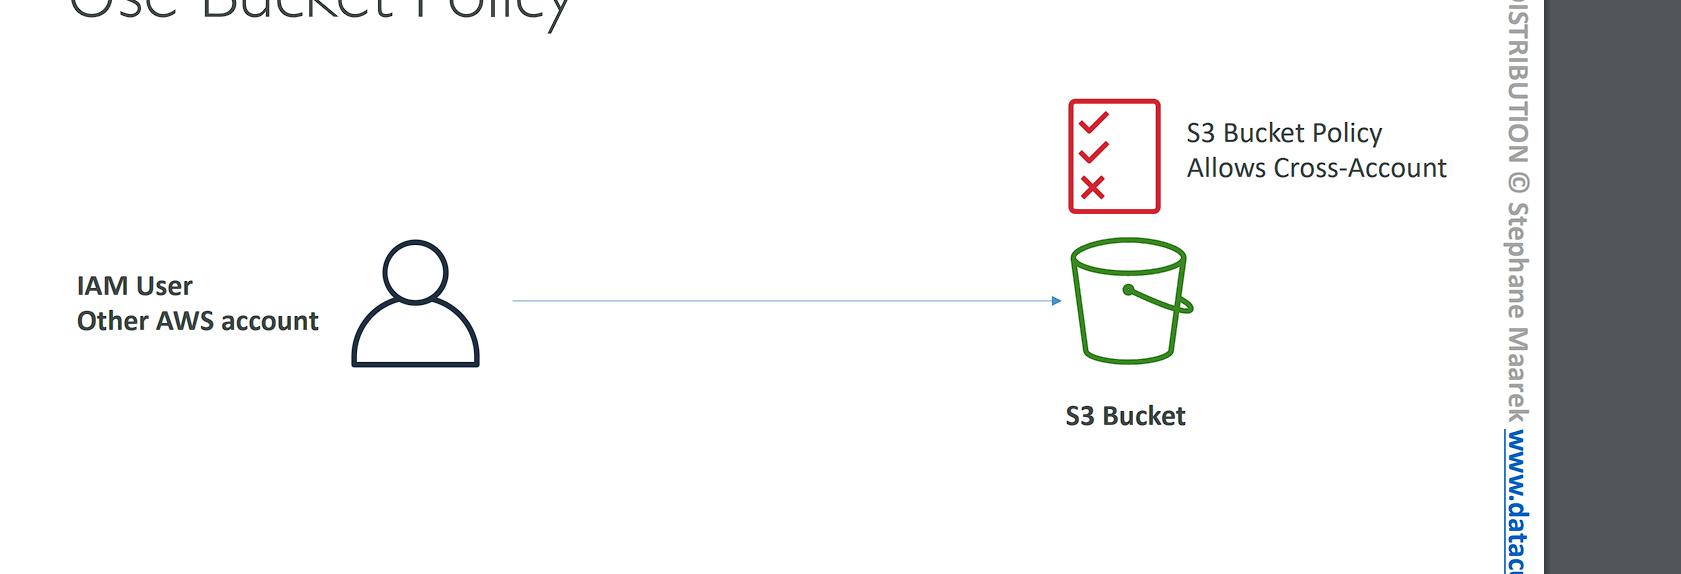 Use Bucket Policy
S3 Bucket Policy
Allows Cross-Account
IAM User
Other AWS account
S3 Bucket
DISTRIBUTION © Stephane Maarek www.datac